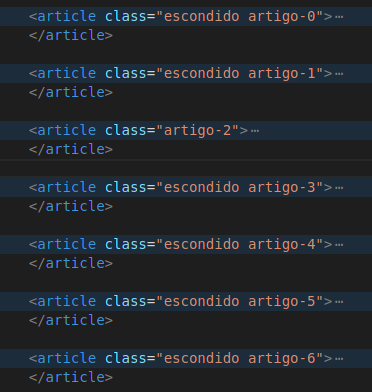 <article class="escondido artigo-0">⋯
</article>
<article class="escondido artigo-1">⋯
</article>
<article class="artigo-2">⋯
</article>
<article class="escondido artigo-3">⋯
</article>
<article class="escondido artigo-4">⋯
</article>
<article class="escondido artigo-5">⋯
</article>
<article class="escondido artigo-6">⋯
</article>